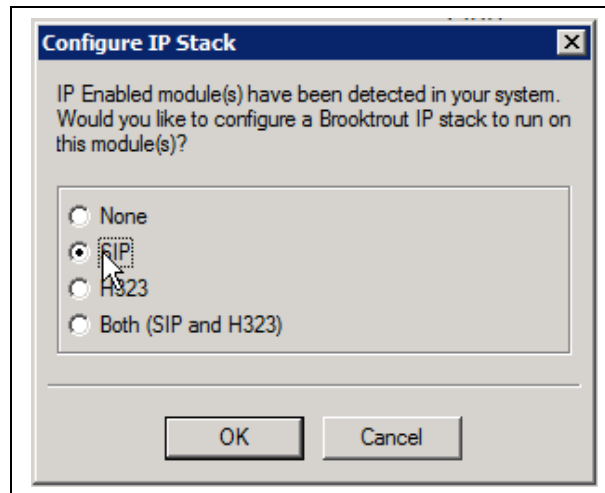 Configure IP Stack
IP Enabled module(s) have been detected in your system.
Would you like to configure a Brooktrout IP stack to run on
this module(s)?
None
SIP
H323
Both (SIP and H323)
OK
Cancel